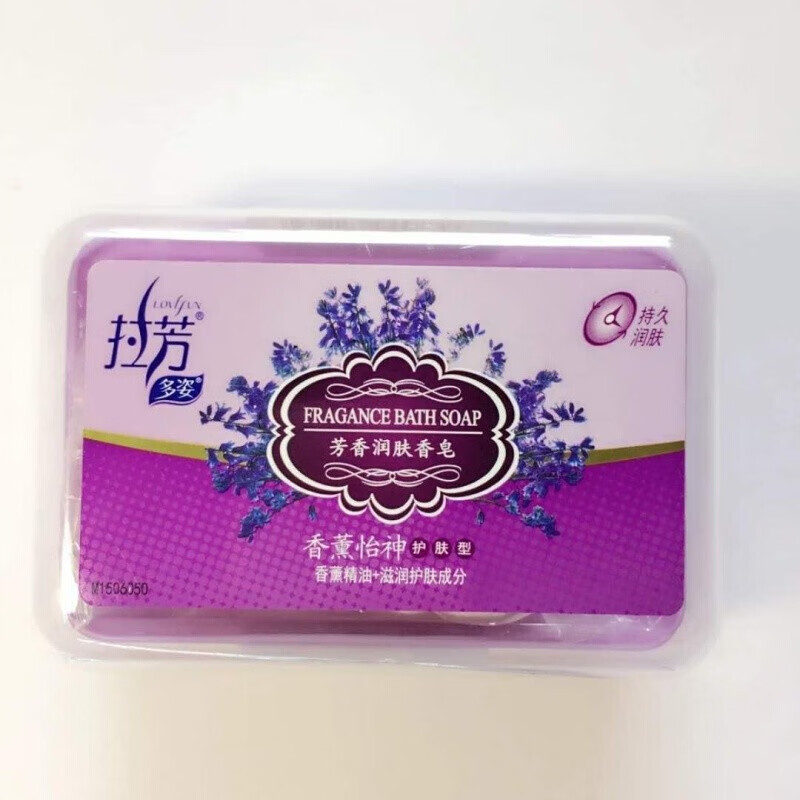 LOVEFUN
拉芳®
多姿®
持久
润肤
FRAGANCE BATH SOAP
芳香润肤香皂
香薰怡神 护肤型
香薰精油+滋润护肤成分
M1506050